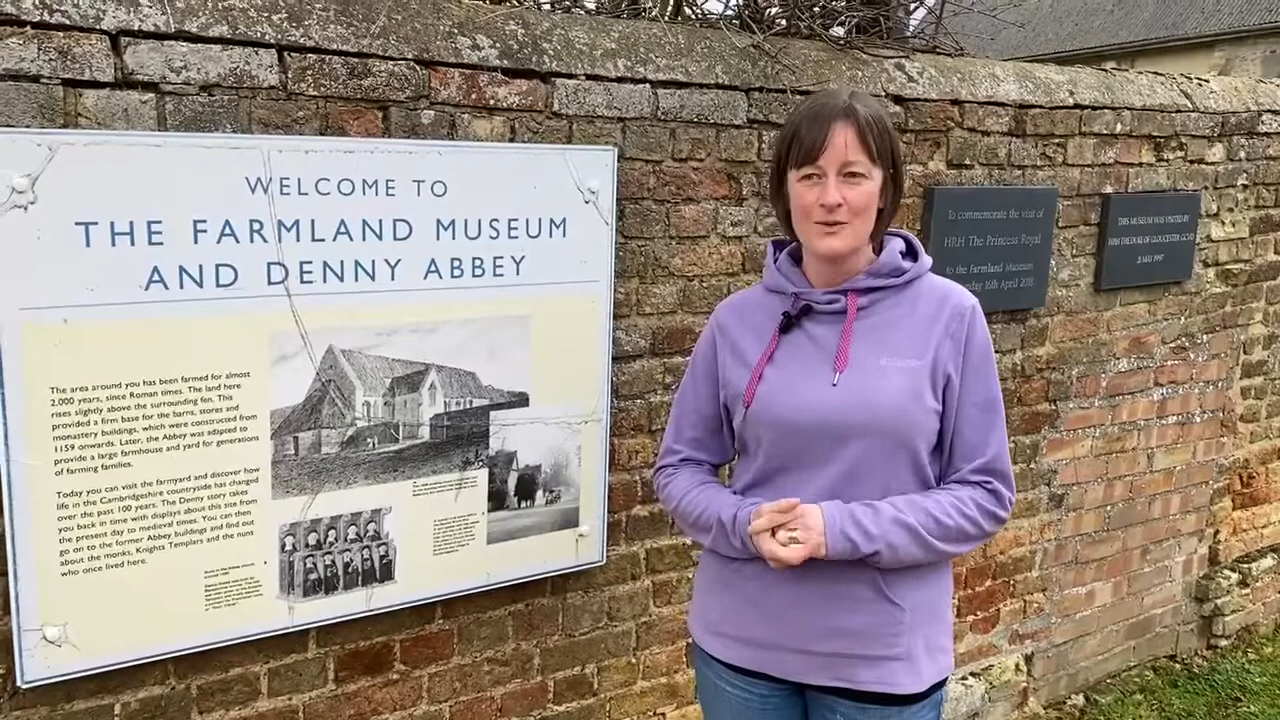 WELCOME TO
THE FARMLAND MUSEUM
AND DENNY ABBEY
The area around you has been farmed for almost
2,000 years, since Roman times. The land here
rises slightly above the surrounding fen. This
provided a firm base for the barns, stores and
monastery buildings, which were constructed from
1159 onwards. Later, the Abbey was adapted to
provide a large farmhouse and yard for generations
of farming families.
Today you can visit the farmyard and discover how
life in the Cambridgeshire countryside has changed
over the past 100 years. The Denny story takes
you back in time with displays about this site from
the present day to medieval times. You can then
go on to the former Abbey buildings and find out
about the monks, Knights Templars and the nuns
who once lived here.
To commemorate the visit of
HRH The Princess Royal
to the Farmland Museum
16th April 2018
THIS MUSEUM WAS VISITED BY
HRH THE DUKE OF GLOUCESTER GCVO
21 MAY 1997